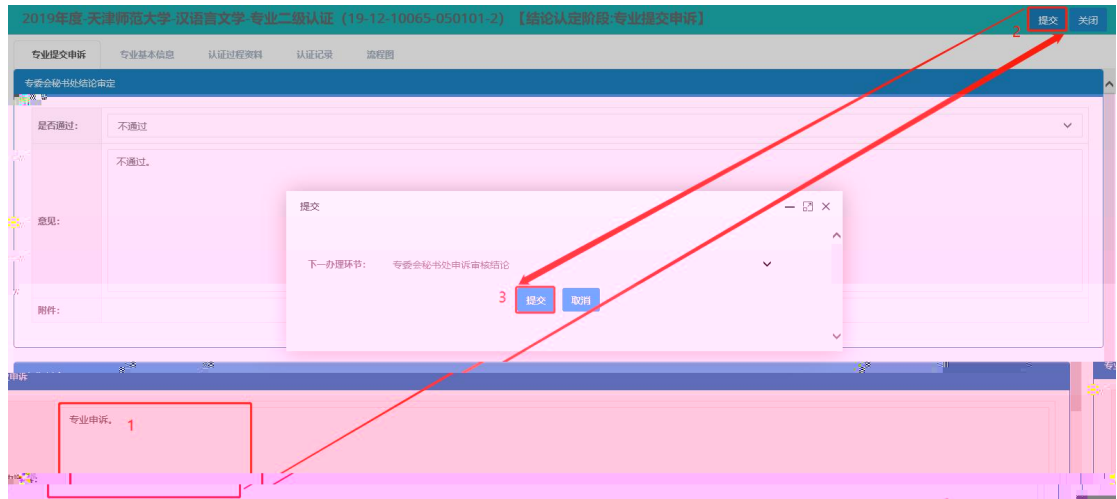 2019年度-天津师范大学-汉语言文学-专业二级认证（19-12-10065-050101-2）【结论认定阶段:专业提交申诉】
2 提交 关闭
专业提交申诉 专业基本信息 认证过程资料 认证记录 流程图
专委会秘书处结论审定
是否通过： 不通过
不通过。
意见：
提交
下一办理环节： 专委会秘书处申诉审核结论
3 提交 取消
附件：
申诉
专业申诉。 1